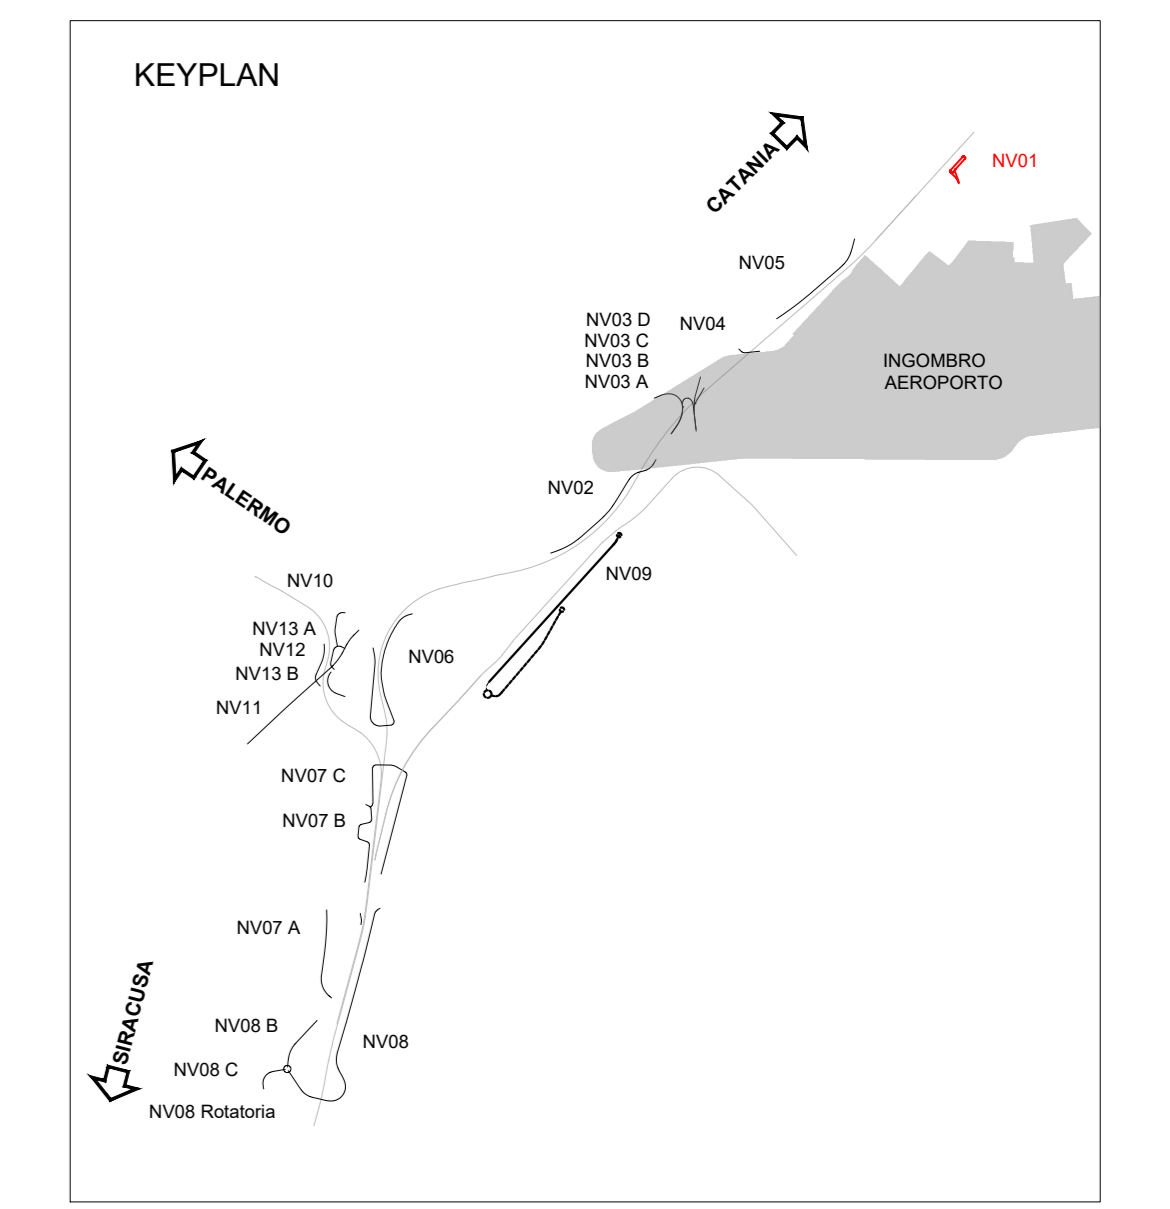 KEYPLAN
CATANIA
NV01
NV05
NV03 D
NV04
NV03 C
NV03 B
NV03 A
INGOMBRO
AEROPORTO
PALERMO
NV02
NV09
NV10
NV13 A
NV12
NV13 B
NV06
NV11
NV07 C
NV07 B
NV07 A
SIRACUSA
NV08 B
NV08
NV08 C
NV08 Rotatoria